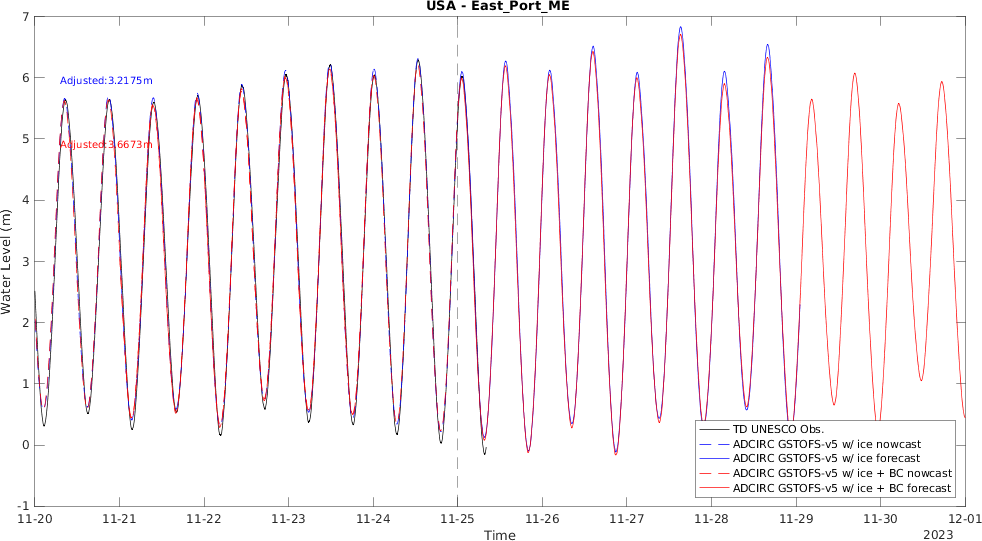 USA - East_Port_ME
7
6
5
4
3
2
1
0
-1
Water Level (m)
Adjusted:3.2175m
Adjusted:3.6673m
TD UNESCO Obs.
ADCIRC GSTOFS-v5 w/ ice nowcast
ADCIRC GSTOFS-v5 w/ ice forecast
ADCIRC GSTOFS-v5 w/ ice + BC nowcast
ADCIRC GSTOFS-v5 w/ ice + BC forecast
11-20 11-21 11-22 11-23 11-24 11-25 11-26 11-27 11-28 11-29 11-30 12-01
Time
2023